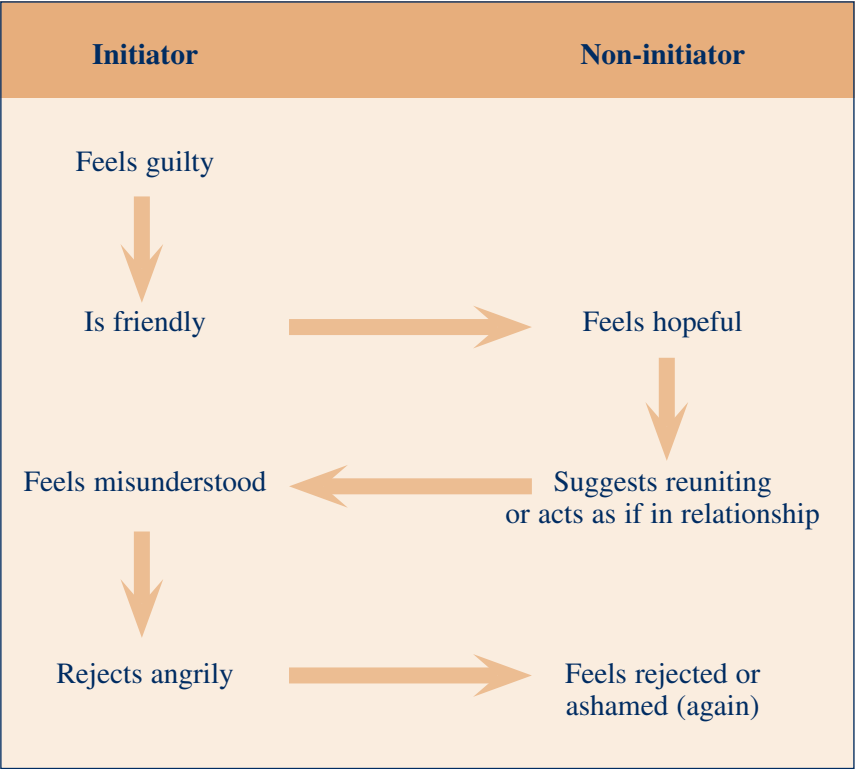 Initiator
Non-initiator
Feels guilty
Is friendly
Feels hopeful
Feels misunderstood
Suggests reuniting
or acts as if in relationship
Rejects angrily
Feels rejected or
ashamed (again)